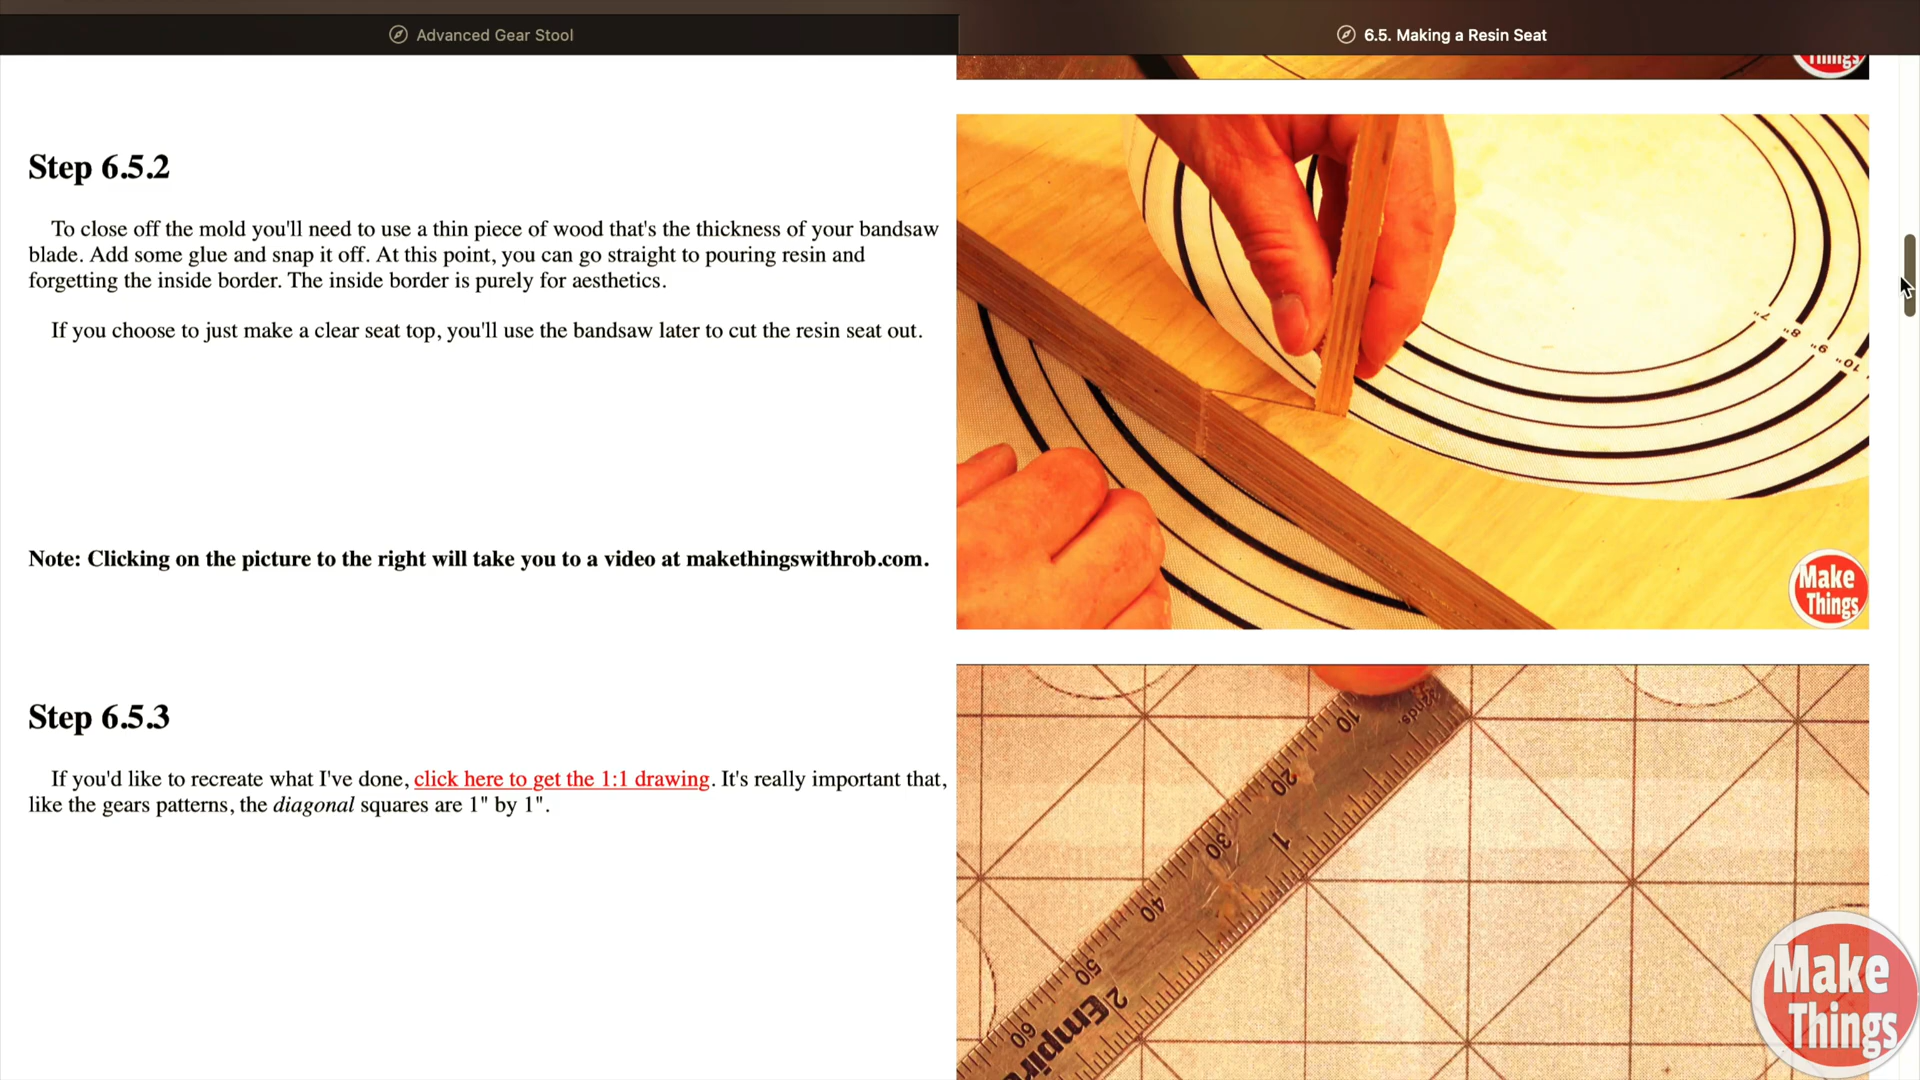 Advanced Gear Stool
6.5. Making a Resin Seat
Things
Step 6.5.2
To close off the mold you'll need to use a thin piece of wood that's the thickness of your bandsaw
blade. Add some glue and snap it off. At this point, you can go straight to pouring resin and
forgetting the inside border. The inside border is purely for aesthetics.
If you choose to just make a clear seat top, you'll use the bandsaw later to cut the resin seat out.
7"
8"
9"
10"
Note: Clicking on the picture to the right will take you to a video at makethingswithrob.com.
Make
Things
Step 6.5.3
If you'd like to recreate what I've done, click here to get the 1:1 drawing. It's really important that,
like the gears patterns, the diagonal squares are 1" by 1".
32nds.
10
20
30
1
40
50
2
60
Empire
Make
Things